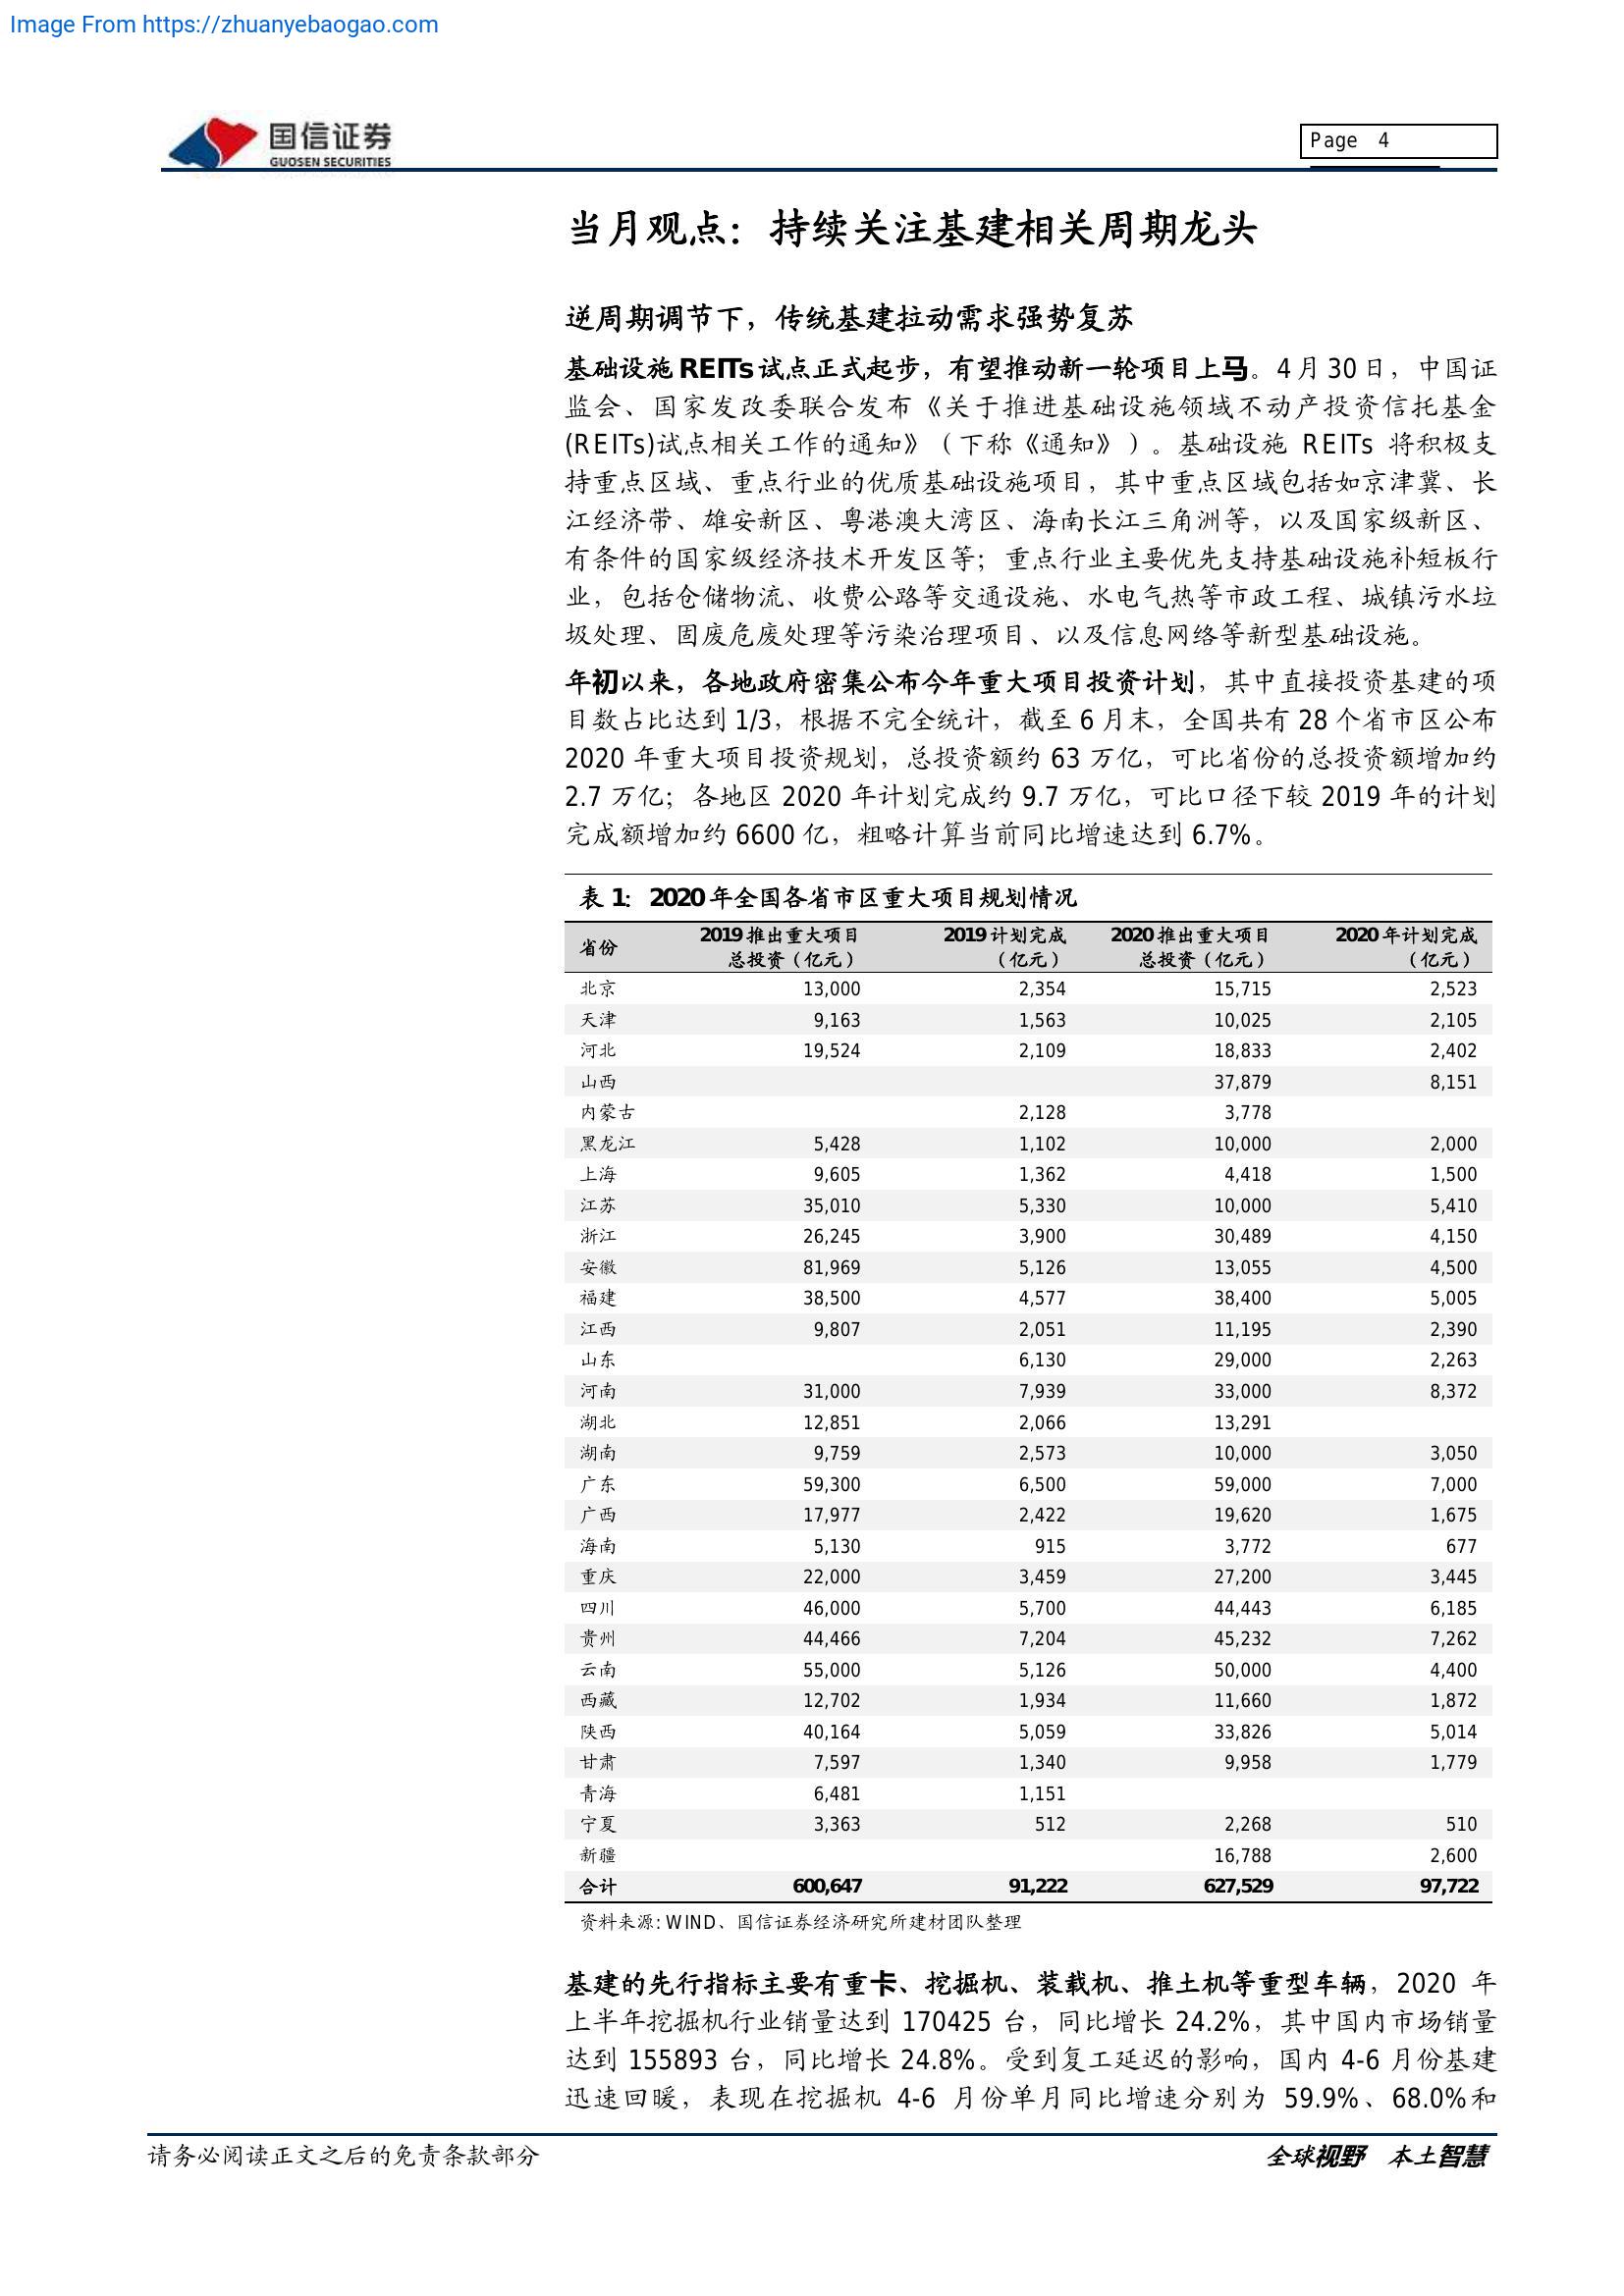 Image From https://zhuanyebaogao.com
国信证券
GUOSEN SECURITIES
Page 4
当月观点：持续关注基建相关周期龙头
逆周期调节下，传统基建拉动需求强势复苏
基础设施 REITs 试点正式起步，有望推动新一轮项目上马。4 月 30 日，中国证
监会、国家发改委联合发布《关于推进基础设施领域不动产投资信托基金
(REITs)试点相关工作的通知》（下称《通知》）。基础设施 REITs 将积极支
持重点区域、重点行业的优质基础设施项目，其中重点区域包括如京津冀、长
江经济带、雄安新区、粤港澳大湾区、海南长江三角洲等，以及国家级新区、
有条件的国家级经济技术开发区等；重点行业主要优先支持基础设施补短板行
业，包括仓储物流、收费公路等交通设施、水电气热等市政工程、城镇污水垃
圾处理、固废危废处理等污染治理项目、以及信息网络等新型基础设施。
年初以来，各地政府密集公布今年重大项目投资计划，其中直接投资基建的项
目数占比达到 1/3，根据不完全统计，截至 6 月末，全国共有 28 个省市区公布
2020 年重大项目投资规划，总投资额约 63 万亿，可比省份的总投资额增加约
2.7 万亿；各地区 2020 年计划完成约 9.7 万亿，可比口径下较 2019 年的计划
完成额增加约 6600 亿，粗略计算当前同比增速达到 6.7%。
表 1： 2020 年全国各省市区重大项目规划情况
省份 2019 推出重大项目总投资（亿元） 2019 计划完成（亿元） 2020 推出重大项目总投资（亿元） 2020 年计划完成（亿元）
北京 13,000 2,354 15,715 2,523
天津 9,163 1,563 10,025 2,105
河北 19,524 2,109 18,833 2,402
山西 37,879 8,151
内蒙古 2,128 3,778
黑龙江 5,428 1,102 10,000 2,000
上海 9,605 1,362 4,418 1,500
江苏 35,010 5,330 10,000 5,410
浙江 26,245 3,900 30,489 4,150
安徽 81,969 5,126 13,055 4,500
福建 38,500 4,577 38,400 5,005
江西 9,807 2,051 11,195 2,390
山东 6,130 29,000 2,263
河南 31,000 7,939 33,000 8,372
湖北 12,851 2,066 13,291
湖南 9,759 2,573 10,000 3,050
广东 59,300 6,500 59,000 7,000
广西 17,977 2,422 19,620 1,675
海南 5,130 915 3,772 677
重庆 22,000 3,459 27,200 3,445
四川 46,000 5,700 44,443 6,185
贵州 44,466 7,204 45,232 7,262
云南 55,000 5,126 50,000 4,400
西藏 12,702 1,934 11,660 1,872
陕西 40,164 5,059 33,826 5,014
甘肃 7,597 1,340 9,958 1,779
青海 6,481 1,151
宁夏 3,363 512 2,268 510
新疆 16,788 2,600
合计 600,647 91,222 627,529 97,722
资料来源: WIND、国信证券经济研究所建材团队整理
基建的先行指标主要有重卡、挖掘机、装载机、推土机等重型车辆，2020 年
上半年挖掘机行业销量达到 170425 台，同比增长 24.2%，其中国内市场销量
达到 155893 台，同比增长 24.8%。受到复工延迟的影响，国内 4-6 月份基建
迅速回暖，表现在挖掘机 4-6 月份单月同比增速分别为 59.9%、68.0%和
请务必阅读正文之后的免责条款部分
全球视野 本土智慧